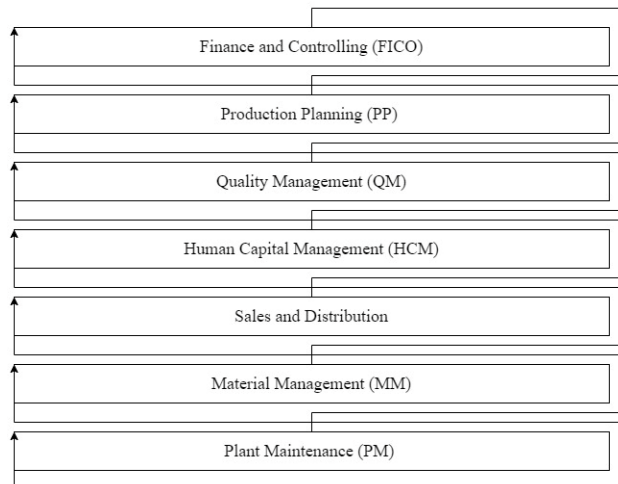 Finance and Controlling (FICO)
Production Planning (PP)
Quality Management (QM)
Human Capital Management (HCM)
Sales and Distribution
Material Management (MM)
Plant Maintenance (PM)